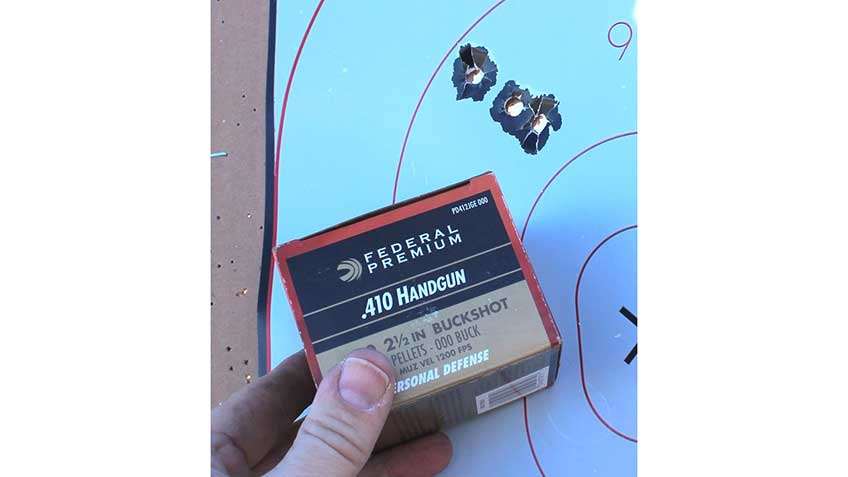 9
PD412JGE 000
FEDERAL
PREMIUM
.410 HANDGUN
2½ IN BUCKSHOT
PELLETS - 000 BUCK
MUZ VEL 1200 FPS
ERSONAL DEFENSE
X